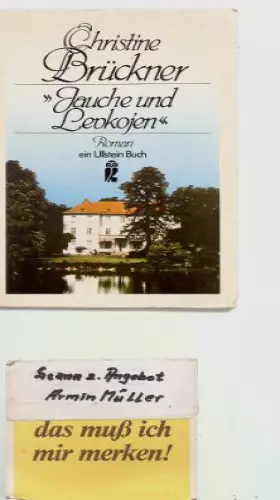 Christine
Brückner
»Jauche und
Levkojen«
Roman
ein Ullstein Buch
Scann z. Angebot
Armin Müller
das muß ich
mir merken!